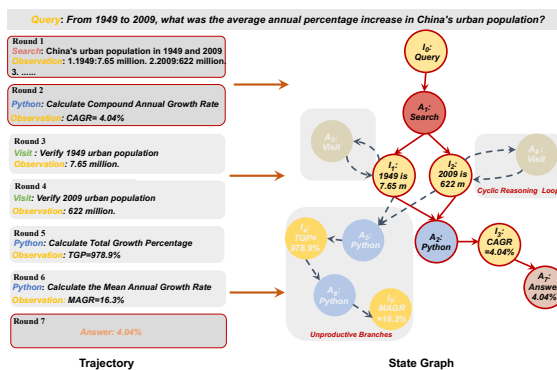 Query: From 1949 to 2009, what was the average annual percentage increase in China's urban population?
Round 1
Search: China's urban population in 1949 and 2009
Observation: 1.1949:7.65 million. 2.2009:622 million.
3. ......
Round 2
Python: Calculate Compound Annual Growth Rate
Observation: CAGR= 4.04%
Round 3
Visit : Verify 1949 urban population
Observation: 7.65 million.
Round 4
Visit : Verify 2009 urban population
Observation: 622 million.
Round 5
Python: Calculate Total Growth Percentage
Observation: TGP=978.9%
Round 6
Python: Calculate the Mean Annual Growth Rate
Observation: MAGR=16.3%
Round 7
Answer: 4.04%
Trajectory
I0:
Query
A1:
Search
A3:
Visit
A4:
Visit
I1:
1949 is
7.65 m
I2:
2009 is
622 m
Cyclic Reasoning Loop
I4:
TGP=
978.9%
A5:
Python
A2:
Python
I3:
CAGR
=4.04%
A6:
Python
I5:
MAGR
=16.3%
A7:
Answer
4.04%
Unproductive Branches
State Graph